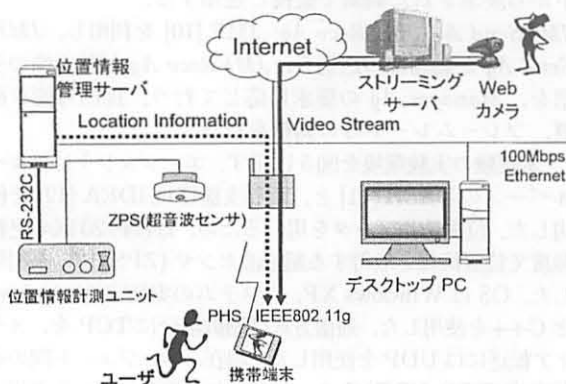 Internet
位置情報
管理サーバ
ストリーミング
サーバ
Web
カメラ
Location Information
Video Stream
100Mbps
Ethernet
RS-232C
ZPS(超音波センサ)
デスクトップPC
位置情報計測ユニット
PHS
IEEE802.11g
ユーザ
携帯端末